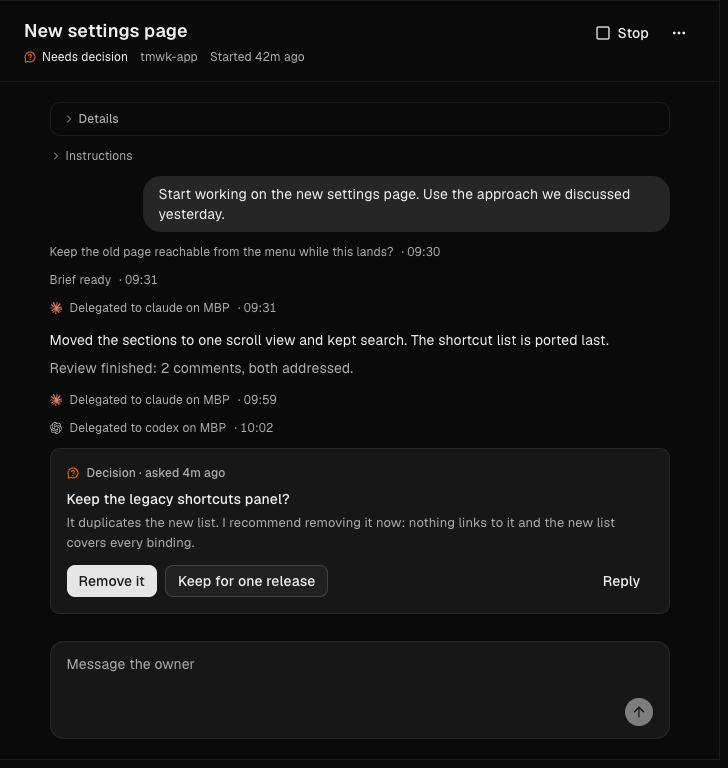 New settings page
Stop
Needs decision tmwk-app Started 42m ago
Details
Instructions
Start working on the new settings page. Use the approach we discussed
yesterday.
Keep the old page reachable from the menu while this lands? · 09:30
Brief ready · 09:31
Delegated to claude on MBP · 09:31
Moved the sections to one scroll view and kept search. The shortcut list is ported last.
Review finished: 2 comments, both addressed.
Delegated to claude on MBP · 09:59
Delegated to codex on MBP · 10:02
Decision · asked 4m ago
Keep the legacy shortcuts panel?
It duplicates the new list. I recommend removing it now: nothing links to it and the new list
covers every binding.
Remove it Keep for one release Reply
Message the owner